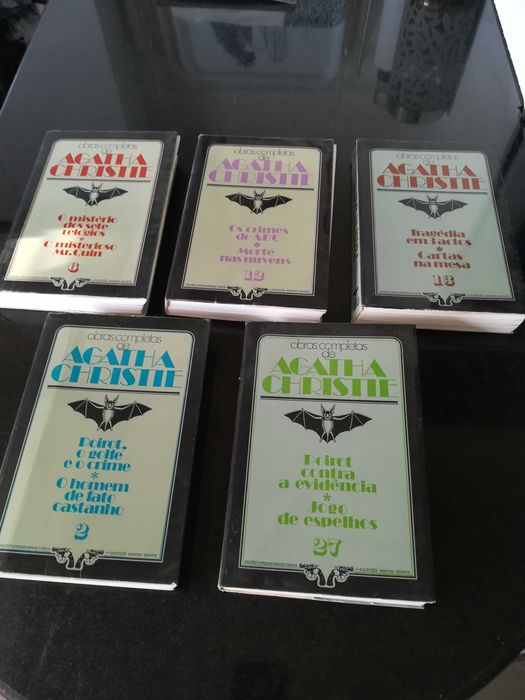 obras completas
de
AGATHA
CHRISTIE
O mistério
dos sete
relógios
*
O misterioso
Mr. Quin
6
obras completas
de
AGATHA
CHRISTIE
Os crimes
do ABC
*
Morte
nas nuvens
12
obras completas
de
AGATHA
CHRISTIE
Tragédia
em 3 actos
*
Cartas
na mesa
13
obras completas
de
AGATHA
CHRISTIE
Poirot,
o golfe
e o crime
*
O homem
de fato
castanho
2
obras completas
de
AGATHA
CHRISTIE
Poirot
contra
a evidência
*
Jogo
de espelhos
27